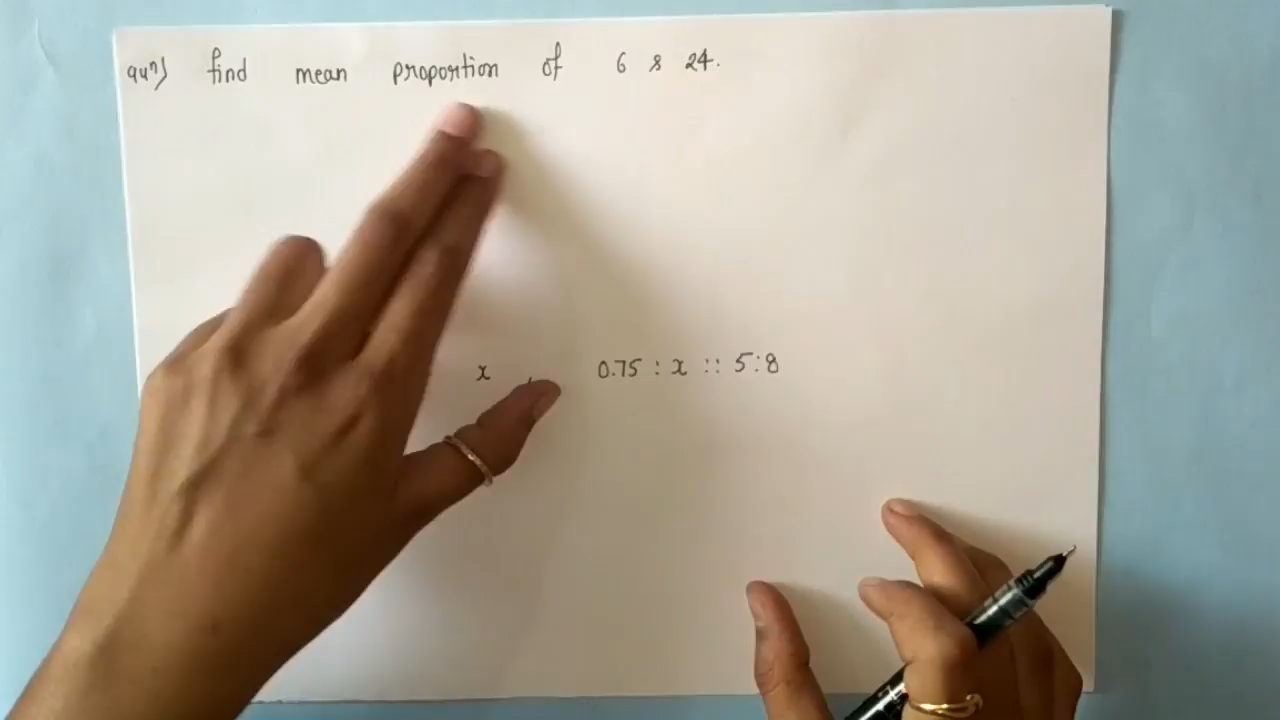 qun) find mean proportion of 6 & 24.
x 0.75 : x :: 5:8